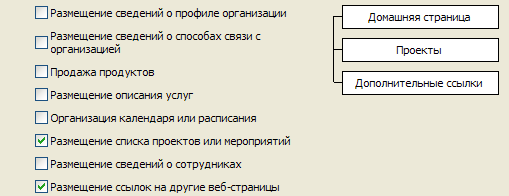 Размещение сведений о профиле организации
Размещение сведений о способах связи с
организацией
Продажа продуктов
Размещение описания услуг
Организация календаря или расписания
Размещение списка проектов или мероприятий
Размещение сведений о сотрудниках
Размещение ссылок на другие веб-страницы
Домашняя страница
Проекты
Дополнительные ссылки